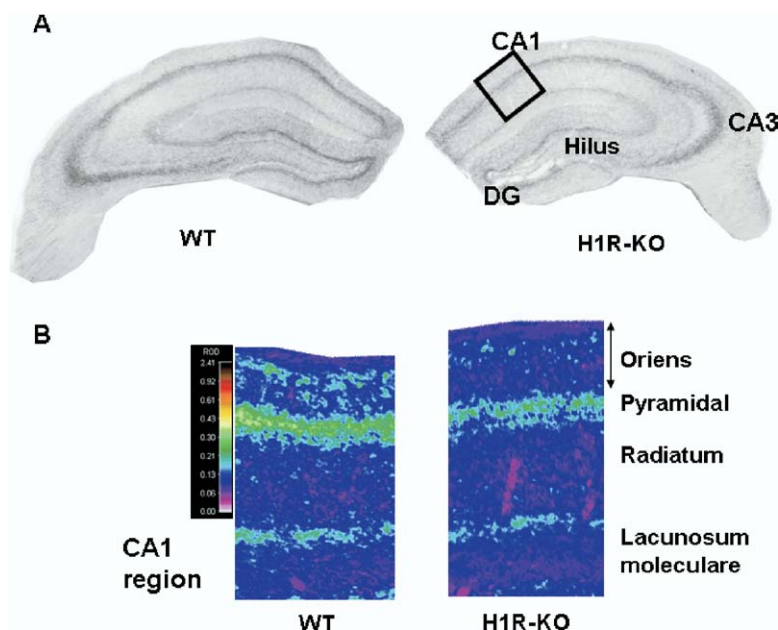 A
CA1
CA3
Hilus
DG
WT
H1R-KO
B
ROD
2.41
0.92
0.61
0.43
0.30
0.21
0.13
0.06
0.00
Oriens
Pyramidal
Radiatum
Lacunosum
moleculare
CA1
region
WT
H1R-KO